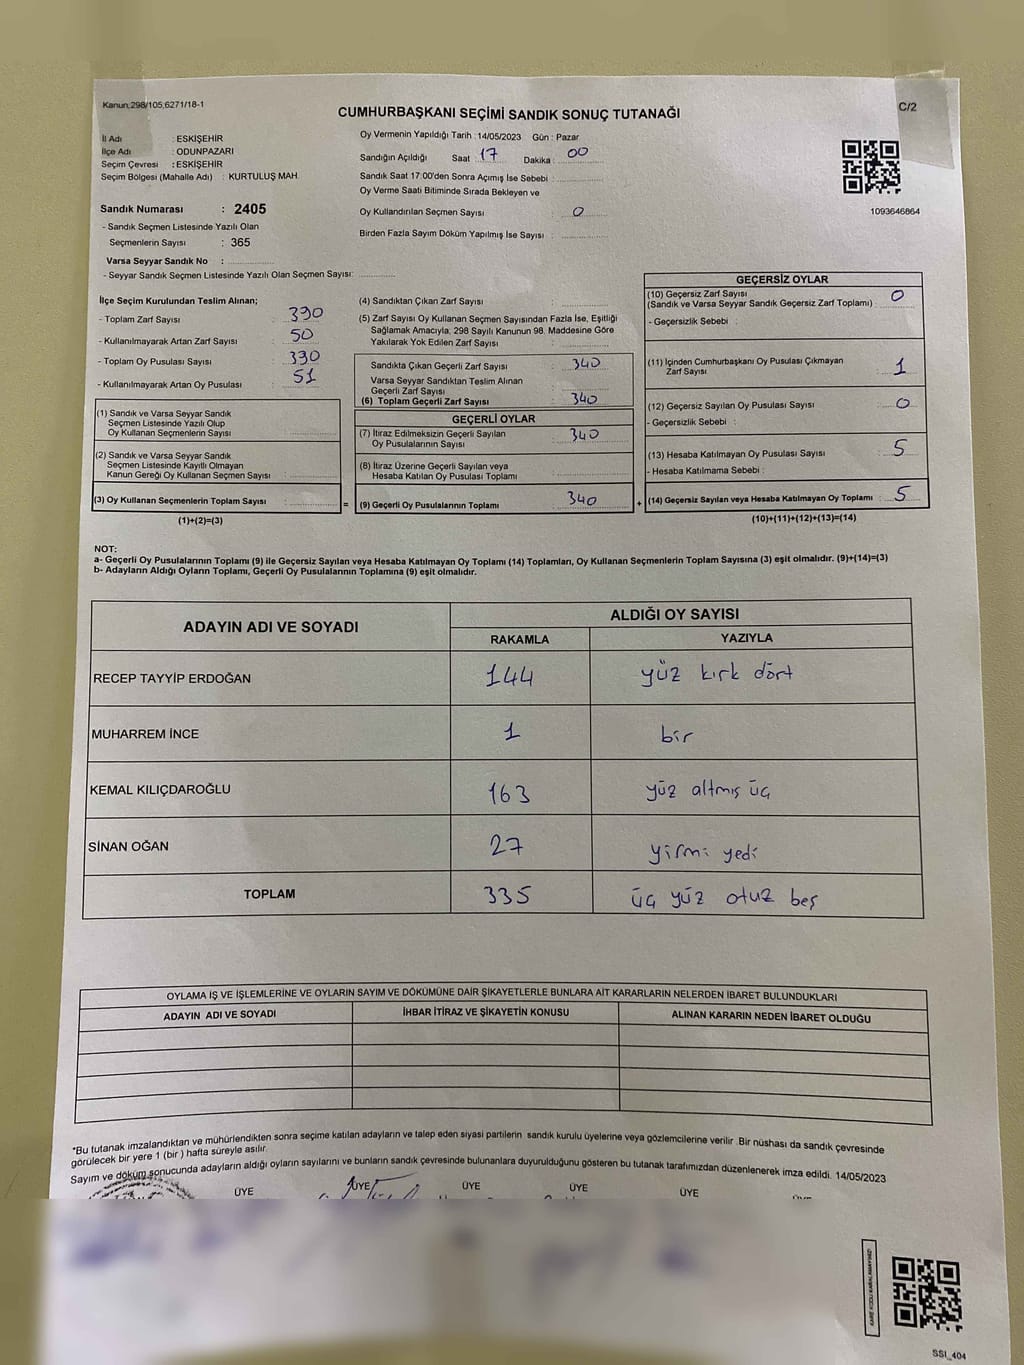 Kanun;298/105,6271/18-1
CUMHURBAŞKANI SEÇİMİ SANDIK SONUÇ TUTANAĞI
C/2
İl Adı : ESKİŞEHİR
İlçe Adı : ODUNPAZARI
Seçim Çevresi : ESKİŞEHİR
Seçim Bölgesi (Mahalle Adı) : KURTULUŞ MAH.
Oy Vermenin Yapıldığı Tarih : 14/05/2023 Gün : Pazar
Sandığın Açıldığı Saat : 17 Dakika : 00
Sandık Saat 17:00'den Sonra Açımış İse Sebebi :
Oy Verme Saati Bitiminde Sırada Bekleyen ve
Oy Kullandırılan Seçmen Sayısı : 0
Birden Fazla Sayım Döküm Yapılmış İse Sayısı :
1093646864
Sandık Numarası : 2405
- Sandık Seçmen Listesinde Yazılı Olan
Seçmenlerin Sayısı : 365
Varsa Seyyar Sandık No :
- Seyyar Sandık Seçmen Listesinde Yazılı Olan Seçmen Sayısı:
İlçe Seçim Kurulundan Teslim Alınan;
- Toplam Zarf Sayısı : 390
- Kullanılmayarak Artan Zarf Sayısı : 50
- Toplam Oy Pusulası Sayısı : 390
- Kullanılmayarak Artan Oy Pusulası : 51
(1) Sandık ve Varsa Seyyar Sandık
Seçmen Listesinde Yazılı Olup
Oy Kullanan Seçmenlerin Sayısı :
(2) Sandık ve Varsa Seyyar Sandık
Seçmen Listesinde Kayıtlı Olmayan
Kanun Gereği Oy Kullanan Seçmen Sayısı :
(3) Oy Kullanan Seçmenlerin Toplam Sayısı :
(1)+(2)=(3)
=
(4) Sandıktan Çıkan Zarf Sayısı :
(5) Zarf Sayısı Oy Kullanan Seçmen Sayısından Fazla İse, Eşitliği
Sağlamak Amacıyla, 298 Sayılı Kanunun 98. Maddesine Göre
Yakılarak Yok Edilen Zarf Sayısı :
Sandıkta Çıkan Geçerli Zarf Sayısı : 340
Varsa Seyyar Sandıktan Teslim Alınan
Geçerli Zarf Sayısı :
(6) Toplam Geçerli Zarf Sayısı : 340
GEÇERLİ OYLAR
(7) İtiraz Edilmeksizin Geçerli Sayılan
Oy Pusulalarının Sayısı : 340
(8) İtiraz Üzerine Geçerli Sayılan veya
Hesaba Katılan Oy Pusulası Toplamı :
(9) Geçerli Oy Pusulalarının Toplamı : 340
+
GEÇERSİZ OYLAR
(10) Geçersiz Zarf Sayısı
(Sandık ve Varsa Seyyar Sandık Geçersiz Zarf Toplamı) : 0
- Geçersizlik Sebebi :
(11) İçinden Cumhurbaşkanı Oy Pusulası Çıkmayan
Zarf Sayısı : 1
(12) Geçersiz Sayılan Oy Pusulası Sayısı : 0
- Geçersizlik Sebebi :
(13) Hesaba Katılmayan Oy Pusulası Sayısı : 5
- Hesaba Katılmama Sebebi :
(14) Geçersiz Sayılan veya Hesaba Katılmayan Oy Toplamı : 5
(10)+(11)+(12)+(13)=(14)
NOT:
a- Geçerli Oy Pusulalarının Toplamı (9) ile Geçersiz Sayılan veya Hesaba Katılmayan Oy Toplamı (14) Toplamları, Oy Kullanan Seçmenlerin Toplam Sayısına (3) eşit olmalıdır. (9)+(14)=(3)
b- Adayların Aldığı Oyların Toplamı, Geçerli Oy Pusulalarının Toplamına (9) eşit olmalıdır.
ADAYIN ADI VE SOYADI
ALDIĞI OY SAYISI
RAKAMLA YAZIYLA
RECEP TAYYİP ERDOĞAN 144 yüz kırk dört
MUHARREM İNCE 1 bir
KEMAL KILIÇDAROĞLU 163 yüz altmış üç
SİNAN OĞAN 27 yirmi yedi
TOPLAM 335 üç yüz otuz beş
OYLAMA İŞ VE İŞLEMLERİNE VE OYLARIN SAYIM VE DÖKÜMÜNE DAİR ŞİKAYETLERLE BUNLARA AİT KARARLARIN NELERDEN İBARET BULUNDUKLARI
ADAYIN ADI VE SOYADI İHBAR İTİRAZ VE ŞİKAYETİN KONUSU ALINAN KARARIN NEDEN İBARET OLDUĞU
*Bu tutanak imzalandıktan ve mühürlendikten sonra seçime katılan adayların ve talep eden siyasi partilerin sandık kurulu üyelerine veya gözlemcilerine verilir .Bir nüshası da sandık çevresinde
görülecek bir yere 1 (bir ) hafta süreyle asılır.
Sayım ve döküm sonucunda adayların aldığı oyların sayılarını ve bunların sandık çevresinde bulunanlara duyurulduğunu gösteren bu tutanak tarafımızdan düzenlenerek imza edildi. 14/05/2023
ÜYE ÜYE ÜYE ÜYE ÜYE
SSI_404